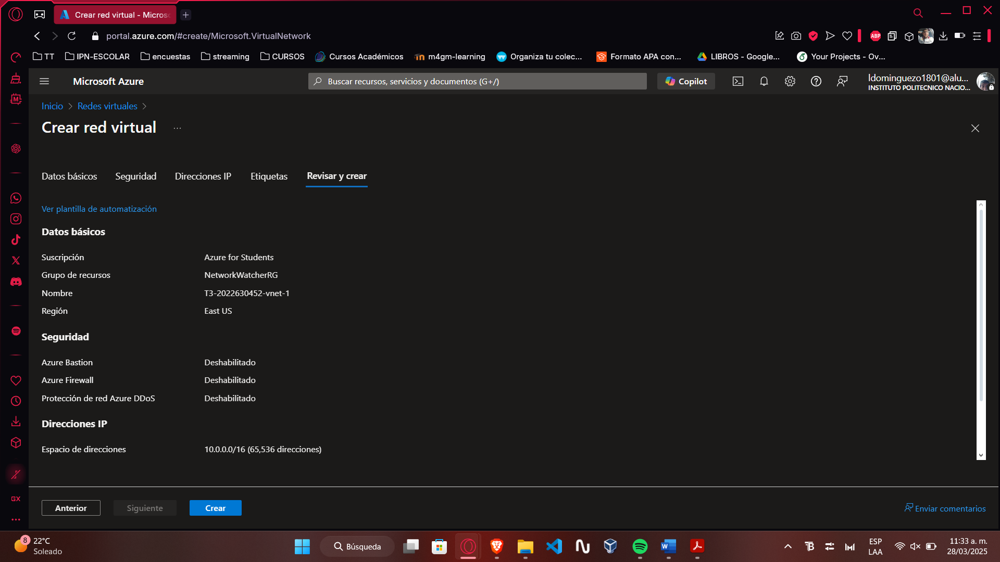 Crear red virtual - Micros
portal.azure.com/#create/Microsoft.VirtualNetwork
ABP
TT
IPN-ESCOLAR
encuestas
streaming
CURSOS
Cursos Académicos
m4gm-learning
Organiza tu colec...
Formato APA con...
LIBROS - Google...
Your Projects - Ov...
Microsoft Azure
Buscar recursos, servicios y documentos (G+/)
Copilot
ldominguezo1801@alu...
INSTITUTO POLITECNICO NACIO...
Inicio > Redes virtuales >
Crear red virtual ...
Datos básicos
Seguridad
Direcciones IP
Etiquetas
Revisar y crear
Ver plantilla de automatización
Datos básicos
Suscripción Azure for Students
Grupo de recursos NetworkWatcherRG
Nombre T3-2022630452-vnet-1
Región East US
Seguridad
Azure Bastion Deshabilitado
Azure Firewall Deshabilitado
Protección de red Azure DDoS Deshabilitado
Direcciones IP
Espacio de direcciones 10.0.0.0/16 (65,536 direcciones)
GX
Anterior
Siguiente
Crear
Enviar comentarios
8
22°C
Soleado
Búsqueda
ESP
LAA
11:33 a. m.
28/03/2025